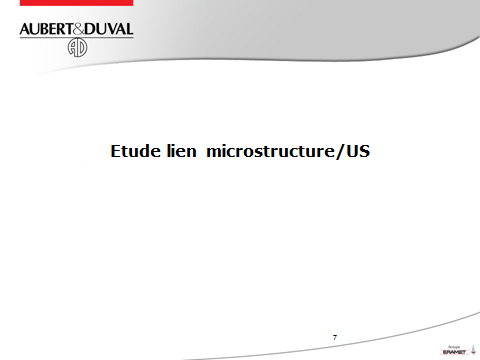 AUBERT&DUVAL
AD
Etude lien microstructure/US
7
Groupe
ERAMET